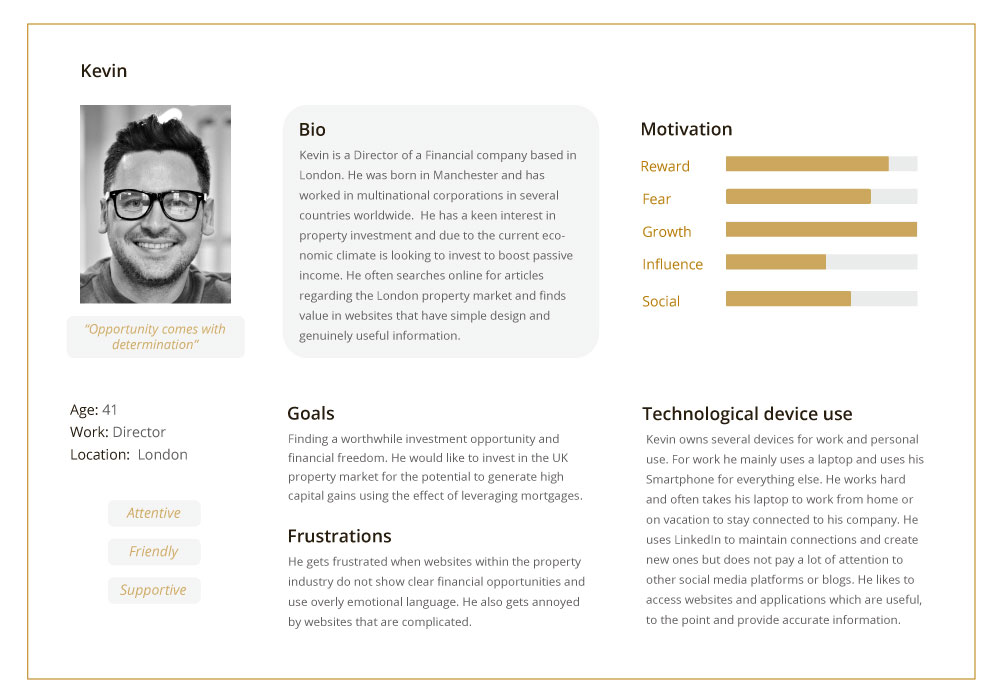 Kevin
“Opportunity comes with
determination”
Age: 41
Work: Director
Location:  London
Attentive
Friendly
Supportive
Bio
Kevin is a Director of a Financial company based in
London. He was born in Manchester and has
worked in multinational corporations in several
countries worldwide.  He has a keen interest in
property investment and due to the current eco-
nomic climate is looking to invest to boost passive
income. He often searches online for articles
regarding the London property market and finds
value in websites that have simple design and
genuinely useful information.
Goals
Finding a worthwhile investment opportunity and
financial freedom. He would like to invest in the UK
property market for the potential to generate high
capital gains using the effect of leveraging mortgages.
Frustrations
He gets frustrated when websites within the property
industry do not show clear financial opportunities and
use overly emotional language. He also gets annoyed
by websites that are complicated.
Motivation
Reward
Fear
Growth
Influence
Social
Technological device use
Kevin owns several devices for work and personal
use. For work he mainly uses a laptop and uses his
Smartphone for everything else. He works hard
and often takes his laptop to work from home or
on vacation to stay connected to his company. He
uses LinkedIn to maintain connections and create
new ones but does not pay a lot of attention to
other social media platforms or blogs. He likes to
access websites and applications which are useful,
to the point and provide accurate information.